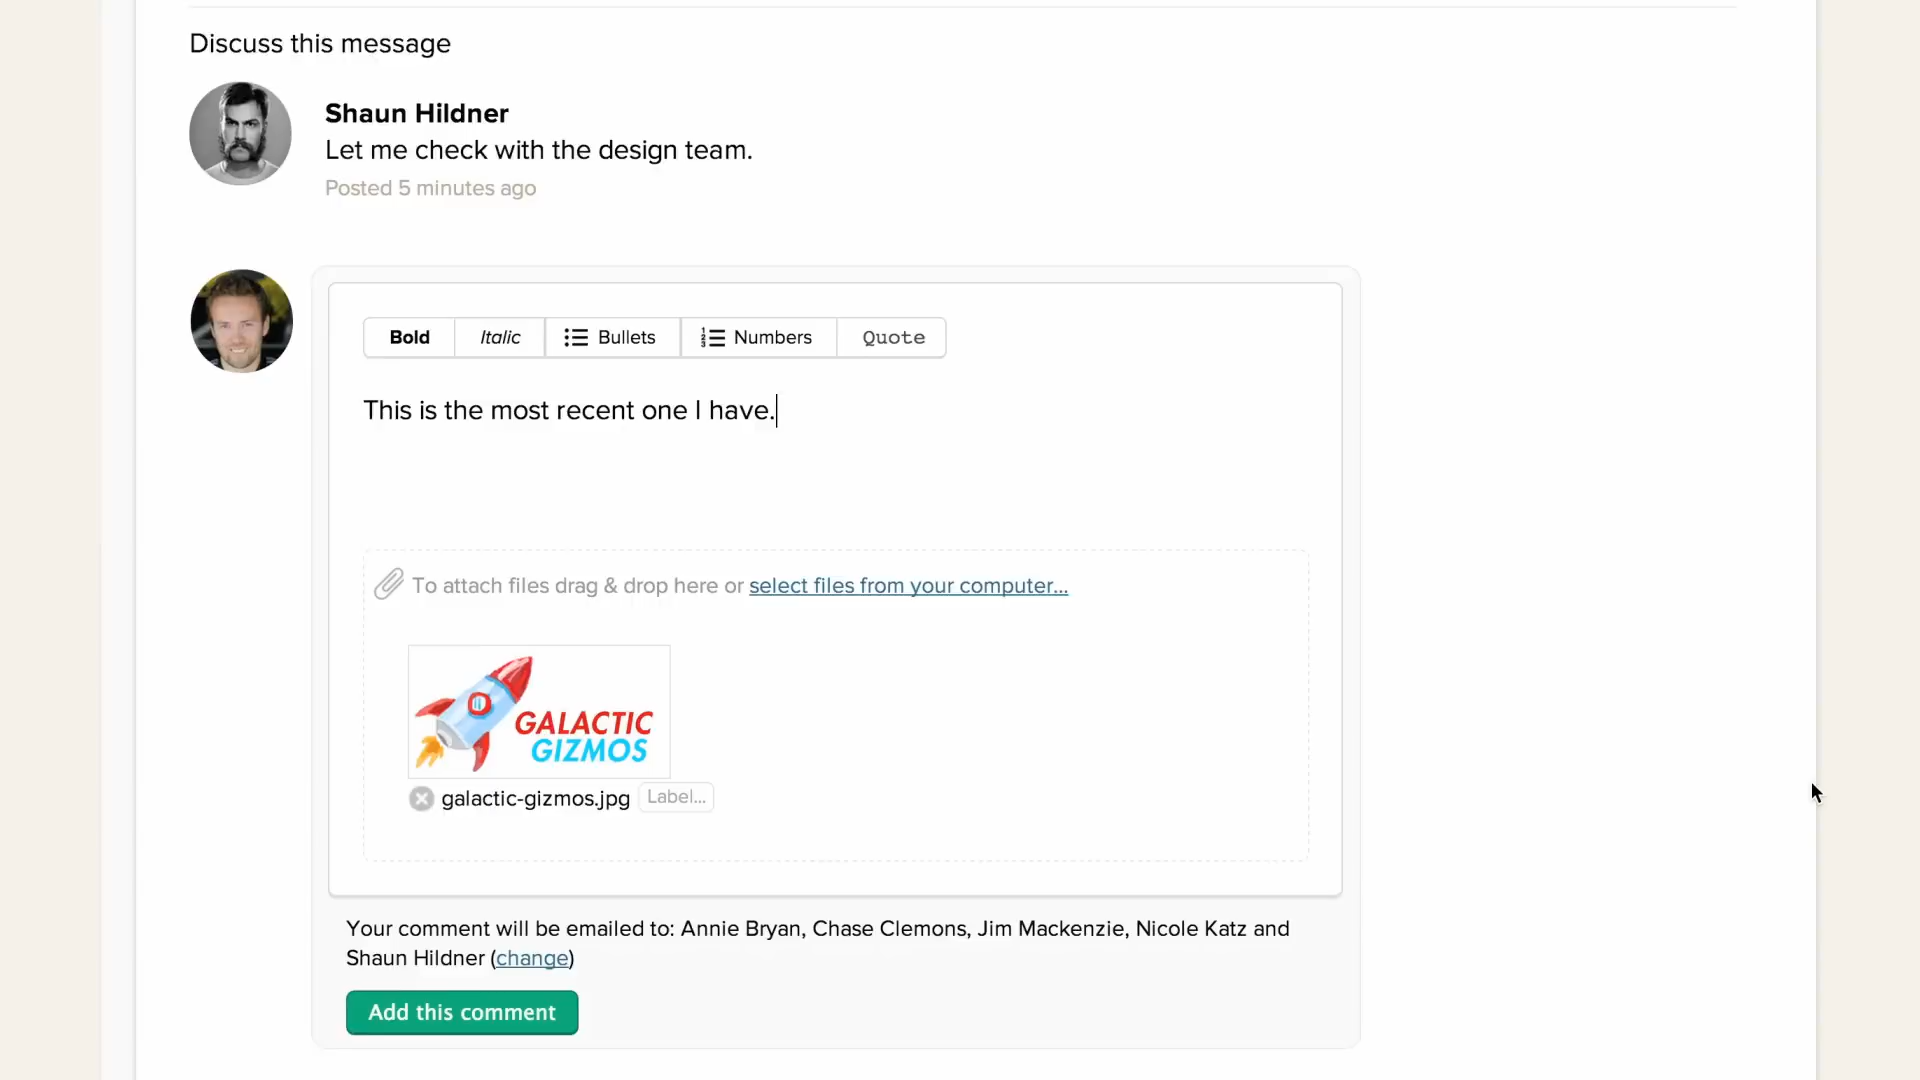 Discuss this message
Shaun Hildner
Let me check with the design team.
Posted 5 minutes ago
Bold Italic Bullets Numbers Quote
This is the most recent one I have.
To attach files drag & drop here or select files from your computer...
GALACTIC
GIZMOS
galactic-gizmos.jpg Label...
Your comment will be emailed to: Annie Bryan, Chase Clemons, Jim Mackenzie, Nicole Katz and
Shaun Hildner (change)
Add this comment